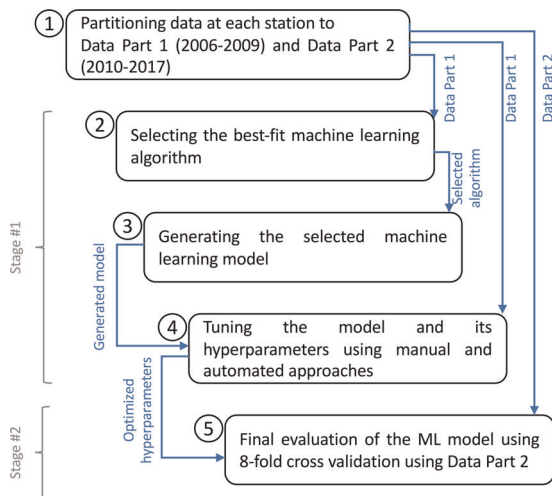 1
Partitioning data at each station to
Data Part 1 (2006-2009) and Data Part 2
(2010-2017)
Data Part 1
Data Part 1
Data Part 2
Stage #1
2
Selecting the best-fit machine learning
algorithm
Selected
algorithm
3
Generating the selected machine
learning model
Generated model
4
Tuning the model and its
hyperparameters using manual and
automated approaches
Optimized
hyperparameters
Stage #2
5
Final evaluation of the ML model using
8-fold cross validation using Data Part 2